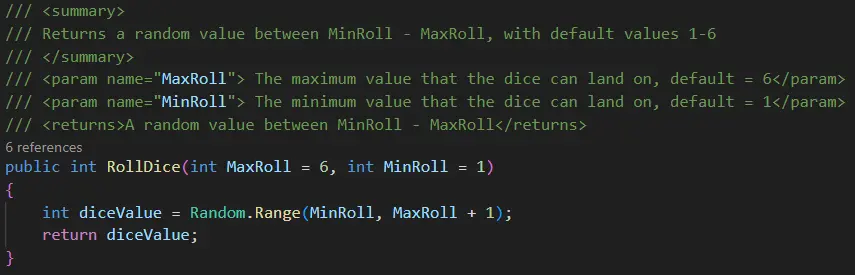 /// <summary>
/// Returns a random value between MinRoll - MaxRoll, with default values 1-6
/// </summary>
/// <param name="MaxRoll"> The maximum value that the dice can land on, default = 6</param>
/// <param name="MinRoll"> The minimum value that the dice can land on, default = 1</param>
/// <returns>A random value between MinRoll - MaxRoll</returns>
6 references
public int RollDice(int MaxRoll = 6, int MinRoll = 1)
{
    int diceValue = Random.Range(MinRoll, MaxRoll + 1);
    return diceValue;
}